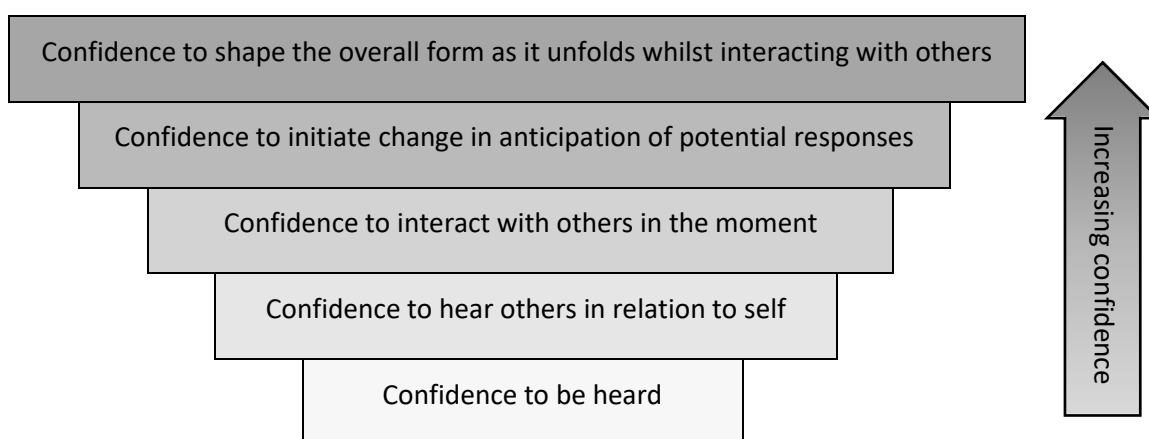 Confidence to shape the overall form as it unfolds whilst interacting with others
Confidence to initiate change in anticipation of potential responses
Confidence to interact with others in the moment
Confidence to hear others in relation to self
Confidence to be heard
Increasing confidence